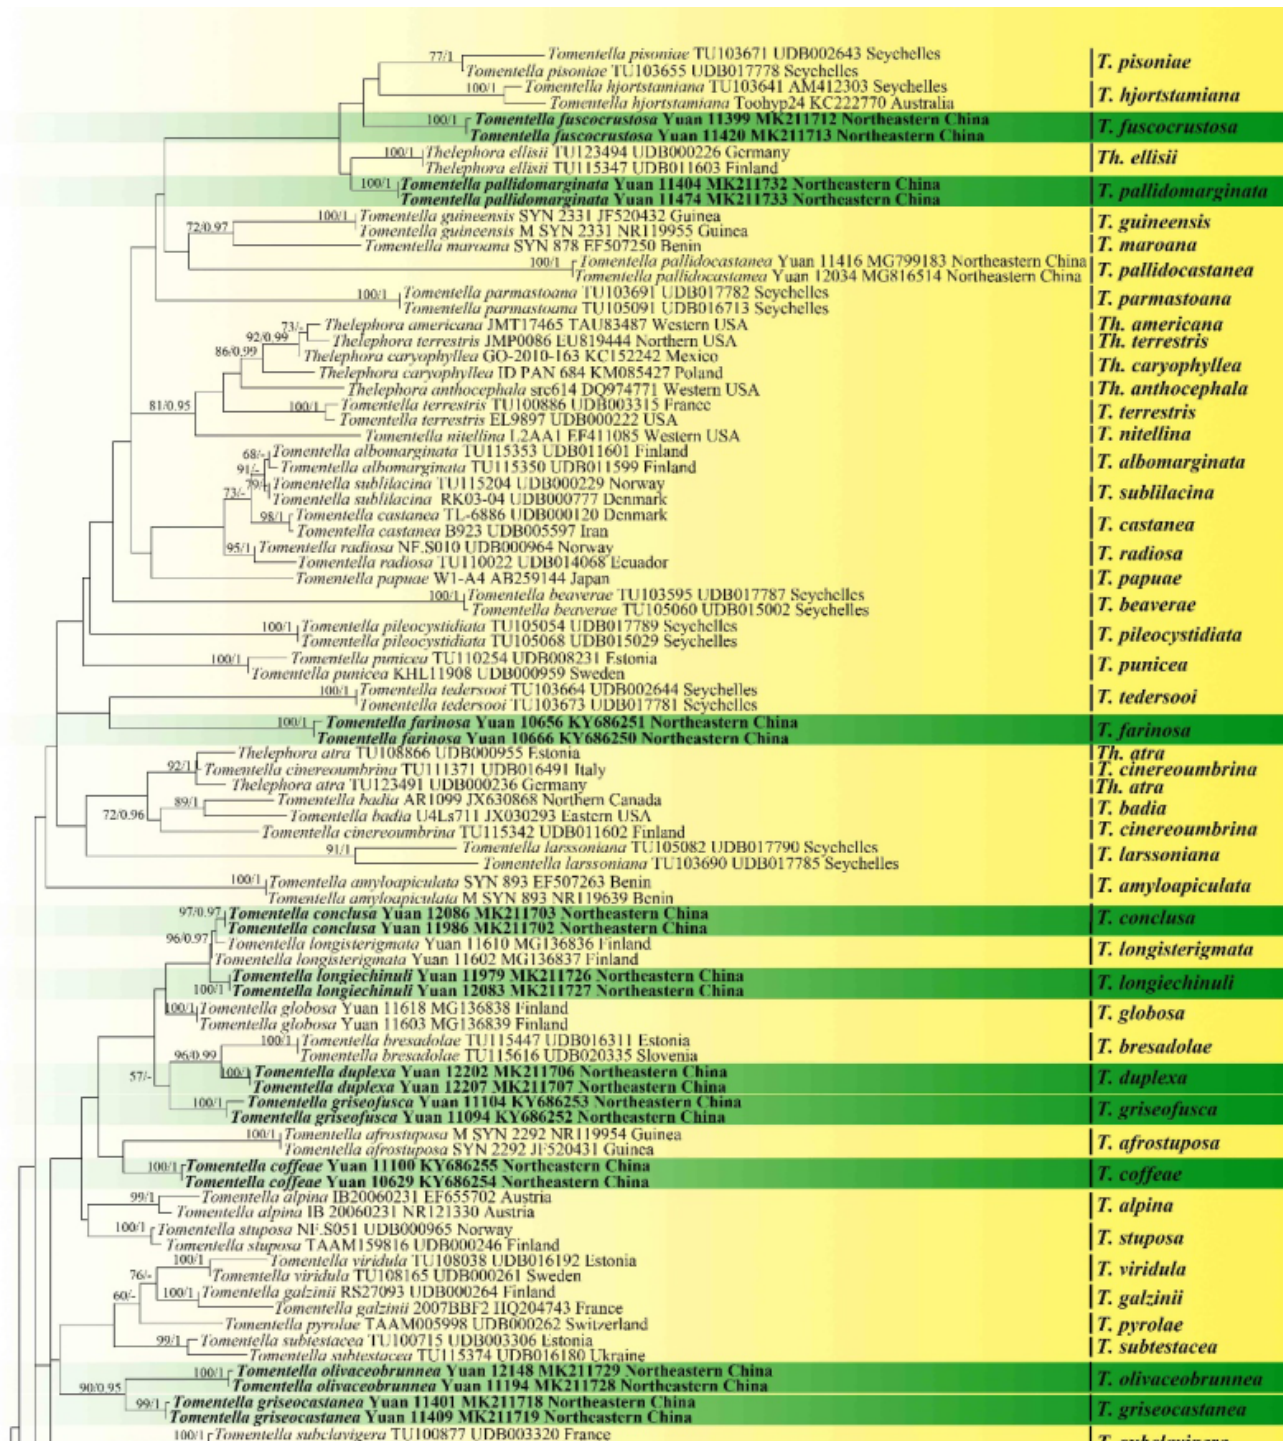 77/1 Tomentella pisoniae TU103671 UDB002643 Seychelles
Tomentella pisoniae TU103655 UDB017778 Seychelles
T. pisoniae
100/1 Tomentella hjortstamiana TU103641 AM412303 Seychelles
Tomentella hjortstamiana Toohyp24 KC222770 Australia
T. hjortstamiana
100/1 Tomentella fuscocrustosa Yuan 11399 MK211712 Northeastern China
Tomentella fuscocrustosa Yuan 11420 MK211713 Northeastern China
T. fuscocrustosa
100/1 Thelephora ellisii TU123494 UDB000226 Germany
Thelephora ellisii TU115347 UDB011603 Finland
Th. ellisii
100/1 Tomentella pallidomarginata Yuan 11404 MK211732 Northeastern China
Tomentella pallidomarginata Yuan 11474 MK211733 Northeastern China
T. pallidomarginata
100/1 Tomentella guineensis SYN 2331 JF520432 Guinea
72/0.97 Tomentella guineensis M SYN 2331 NR119955 Guinea
T. guineensis
Tomentella maroana SYN 878 EF507250 Benin
T. maroana
100/1 Tomentella pallidocastanea Yuan 11416 MG799183 Northeastern China
Tomentella pallidocastanea Yuan 12034 MG816514 Northeastern China
T. pallidocastanea
100/1 Tomentella parmastoana TU103691 UDB017782 Seychelles
Tomentella parmastoana TU105091 UDB016713 Seychelles
T. parmastoana
73/- Thelephora americana JMT17465 TAU83487 Western USA
Th. americana
92/0.99 Thelephora terrestris JMP0086 EU819444 Northern USA
Th. terrestris
86/0.99 Thelephora caryophyllea GO-2010-163 KC152242 Mexico
Thelephora caryophyllea ID PAN 684 KM085427 Poland
Th. caryophyllea
Thelephora anthocephala src614 DQ974771 Western USA
Th. anthocephala
81/0.95 100/1 Tomentella terrestris TU100886 UDB003315 France
Tomentella terrestris EL9897 UDB000222 USA
T. terrestris
Tomentella nitellina L2AA1 EF411085 Western USA
T. nitellina
68/- Tomentella albomarginata TU115353 UDB011601 Finland
91/- Tomentella albomarginata TU115350 UDB011599 Finland
T. albomarginata
79/- Tomentella sublilacina TU115204 UDB000229 Norway
73/- Tomentella sublilacina RK03-04 UDB000777 Denmark
T. sublilacina
98/1 Tomentella castanea TL-6886 UDB000120 Denmark
Tomentella castanea B923 UDB005597 Iran
T. castanea
95/1 Tomentella radiosa NF.S010 UDB000964 Norway
Tomentella radiosa TU110022 UDB014068 Ecuador
T. radiosa
Tomentella papuae W1-A4 AB259144 Japan
T. papuae
100/1 Tomentella beaverae TU103595 UDB017787 Seychelles
Tomentella beaverae TU105060 UDB015002 Seychelles
T. beaverae
100/1 Tomentella pileocystidiata TU105054 UDB017789 Seychelles
Tomentella pileocystidiata TU105068 UDB015029 Seychelles
T. pileocystidiata
100/1 Tomentella punicea TU110254 UDB008231 Estonia
Tomentella punicea KHL11908 UDB000959 Sweden
T. punicea
100/1 Tomentella tedersooi TU103664 UDB002644 Seychelles
Tomentella tedersooi TU103673 UDB017781 Seychelles
T. tedersooi
100/1 Tomentella farinosa Yuan 10656 KY686251 Northeastern China
Tomentella farinosa Yuan 10666 KY686250 Northeastern China
T. farinosa
Thelephora atra TU108866 UDB000955 Estonia
Th. atra
92/1 Tomentella cinereoumbrina TU111371 UDB016491 Italy
T. cinereoumbrina
Thelephora atra TU123491 UDB000236 Germany
Th. atra
89/1 Tomentella badia AR1099 JX630868 Northern Canada
72/0.96 Tomentella badia U4Ls711 JX030293 Eastern USA
T. badia
Tomentella cinereoumbrina TU115342 UDB011602 Finland
T. cinereoumbrina
91/1 Tomentella larssoniana TU105082 UDB017790 Seychelles
Tomentella larssoniana TU103690 UDB017785 Seychelles
T. larssoniana
100/1 Tomentella amyloapiculata SYN 893 EF507263 Benin
Tomentella amyloapiculata M SYN 893 NR119639 Benin
T. amyloapiculata
97/0.97 Tomentella conclusa Yuan 12086 MK211703 Northeastern China
Tomentella conclusa Yuan 11986 MK211702 Northeastern China
T. conclusa
96/0.97 Tomentella longisterigmata Yuan 11610 MG136836 Finland
Tomentella longisterigmata Yuan 11602 MG136837 Finland
T. longisterigmata
Tomentella longiechinuli Yuan 11979 MK211726 Northeastern China
100/1 Tomentella longiechinuli Yuan 12083 MK211727 Northeastern China
T. longiechinuli
100/1 Tomentella globosa Yuan 11618 MG136838 Finland
Tomentella globosa Yuan 11603 MG136839 Finland
T. globosa
100/1 Tomentella bresadolae TU115447 UDB016311 Estonia
96/0.99 Tomentella bresadolae TU115616 UDB020335 Slovenia
T. bresadolae
57/- 100/1 Tomentella duplexa Yuan 12202 MK211706 Northeastern China
Tomentella duplexa Yuan 12207 MK211707 Northeastern China
T. duplexa
100/1 Tomentella griseofusca Yuan 11104 KY686253 Northeastern China
Tomentella griseofusca Yuan 11094 KY686252 Northeastern China
T. griseofusca
100/1 Tomentella afrostuposa M SYN 2292 NR119954 Guinea
Tomentella afrostuposa SYN 2292 JF520431 Guinea
T. afrostuposa
100/1 Tomentella coffeae Yuan 11100 KY686255 Northeastern China
Tomentella coffeae Yuan 10629 KY686254 Northeastern China
T. coffeae
99/1 Tomentella alpina IB20060231 EF655702 Austria
Tomentella alpina IB 20060231 NR121330 Austria
T. alpina
100/1 Tomentella stuposa NF.S051 UDB000965 Norway
Tomentella stuposa TAAM159816 UDB000246 Finland
T. stuposa
100/1 Tomentella viridula TU108038 UDB016192 Estonia
76/- Tomentella viridula TU108165 UDB000261 Sweden
T. viridula
60/- 100/1 Tomentella galzinii RS27093 UDB000264 Finland
Tomentella galzinii 2007BBF2 HQ204743 France
T. galzinii
Tomentella pyrolae TAAM005998 UDB000262 Switzerland
T. pyrolae
99/1 Tomentella subtestacea TU100715 UDB003306 Estonia
Tomentella subtestacea TU115374 UDB016180 Ukraine
T. subtestacea
100/1 Tomentella olivaceobrunnea Yuan 12148 MK211729 Northeastern China
90/0.95 Tomentella olivaceobrunnea Yuan 11194 MK211728 Northeastern China
T. olivaceobrunnea
99/1 Tomentella griseocastanea Yuan 11401 MK211718 Northeastern China
Tomentella griseocastanea Yuan 11409 MK211719 Northeastern China
T. griseocastanea
100/1 Tomentella subclavigera TU100877 UDB003320 France
T. subclavigera